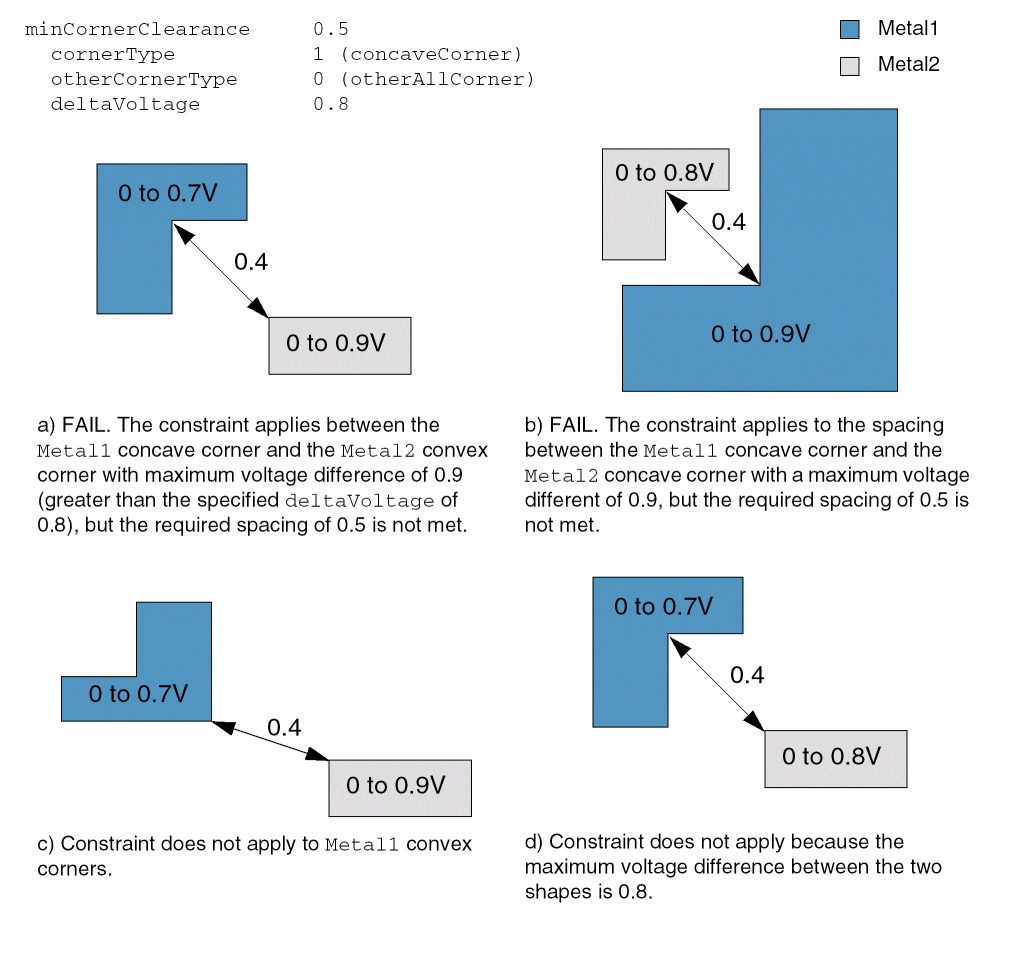 minCornerClearance 0.5
cornerType 1 (concaveCorner)
otherCornerType 0 (otherAllCorner)
deltaVoltage 0.8
Metal1
Metal2
0 to 0.7V
0.4
0 to 0.9V
0 to 0.8V
0.4
0 to 0.9V
a) FAIL. The constraint applies between the
Metal1 concave corner and the Metal2 convex
corner with maximum voltage difference of 0.9
(greater than the specified deltaVoltage of
0.8), but the required spacing of 0.5 is not met.
b) FAIL. The constraint applies to the spacing
between the Metal1 concave corner and the
Metal2 concave corner with a maximum voltage
different of 0.9, but the required spacing of 0.5 is
not met.
0 to 0.7V
0.4
0 to 0.9V
0 to 0.7V
0.4
0 to 0.8V
c) Constraint does not apply to Metal1 convex
corners.
d) Constraint does not apply because the
maximum voltage difference between the two
shapes is 0.8.